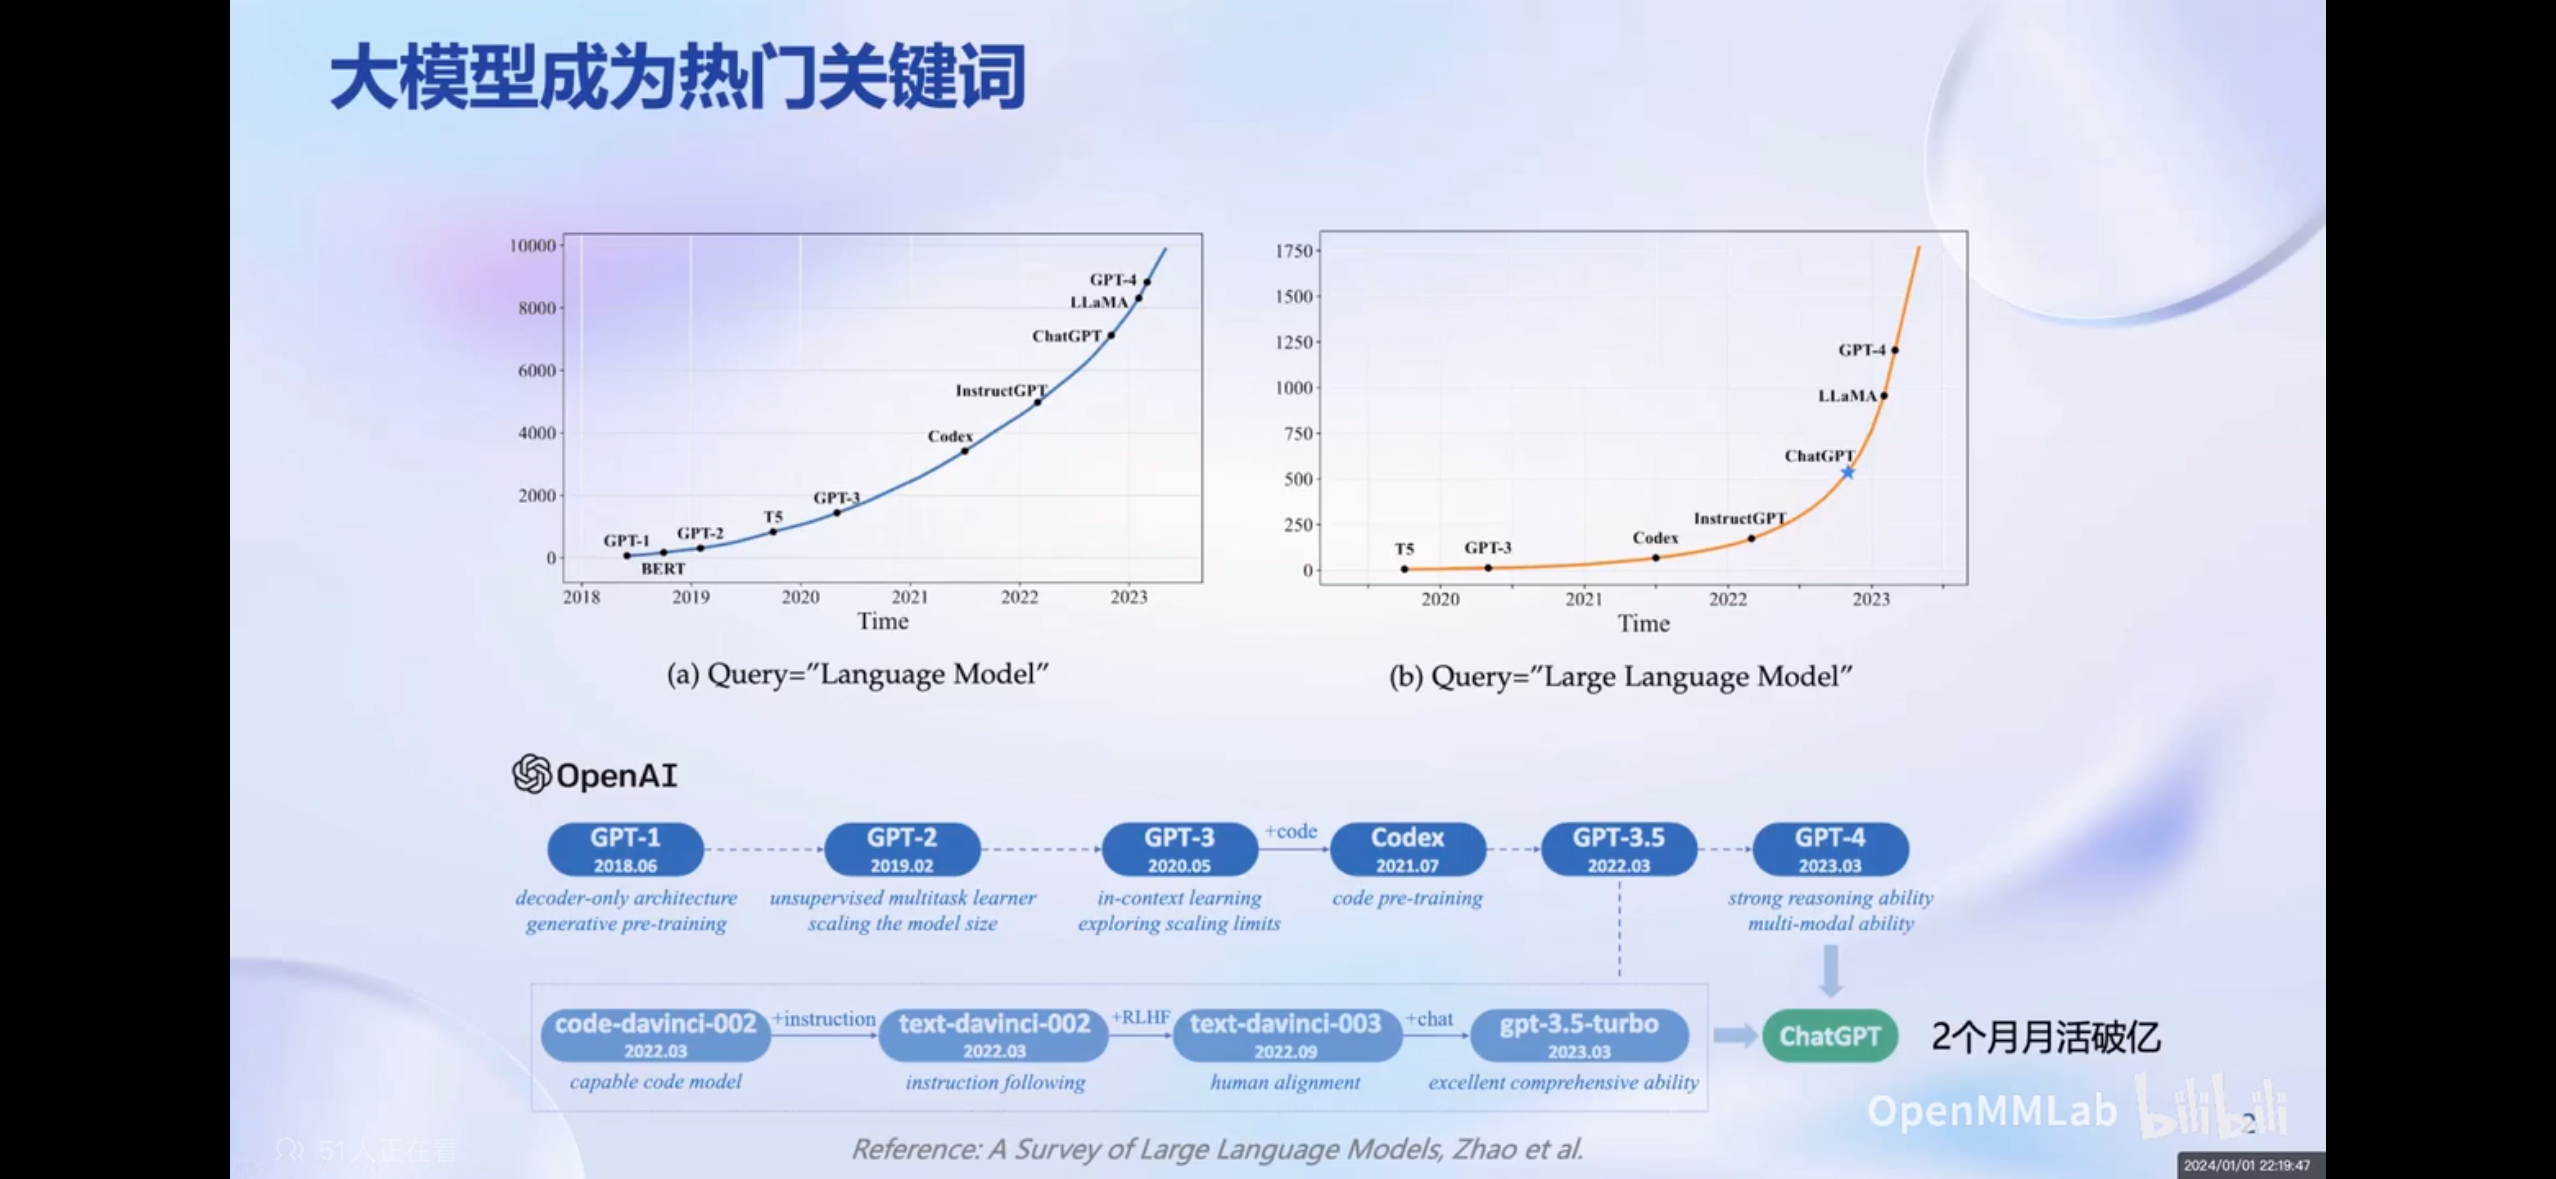 大模型成为热门关键词
10000
8000
6000
4000
2000
0
GPT-4
LLaMA
ChatGPT
InstructGPT
Codex
GPT-3
T5
GPT-2
GPT-1
BERT
2018 2019 2020 2021 2022 2023
Time
(a) Query="Language Model"
1750
1500
1250
1000
750
500
250
0
GPT-4
LLaMA
ChatGPT
InstructGPT
Codex
GPT-3
T5
2020 2021 2022 2023
Time
(b) Query="Large Language Model"
OpenAI
GPT-1
2018.06
decoder-only architecture
generative pre-training
GPT-2
2019.02
unsupervised multitask learner
scaling the model size
GPT-3
2020.05
in-context learning
exploring scaling limits
+code
Codex
2021.07
code pre-training
GPT-3.5
2022.03
GPT-4
2023.03
strong reasoning ability
multi-modal ability
code-davinci-002
2022.03
capable code model
+instruction
text-davinci-002
2022.03
instruction following
+RLHF
text-davinci-003
2022.09
human alignment
+chat
gpt-3.5-turbo
2023.03
excellent comprehensive ability
ChatGPT
2个月月活破亿
OpenMMLab bilibili
2
51人正在看
Reference: A Survey of Large Language Models, Zhao et al.
2024/01/01 22:19:47